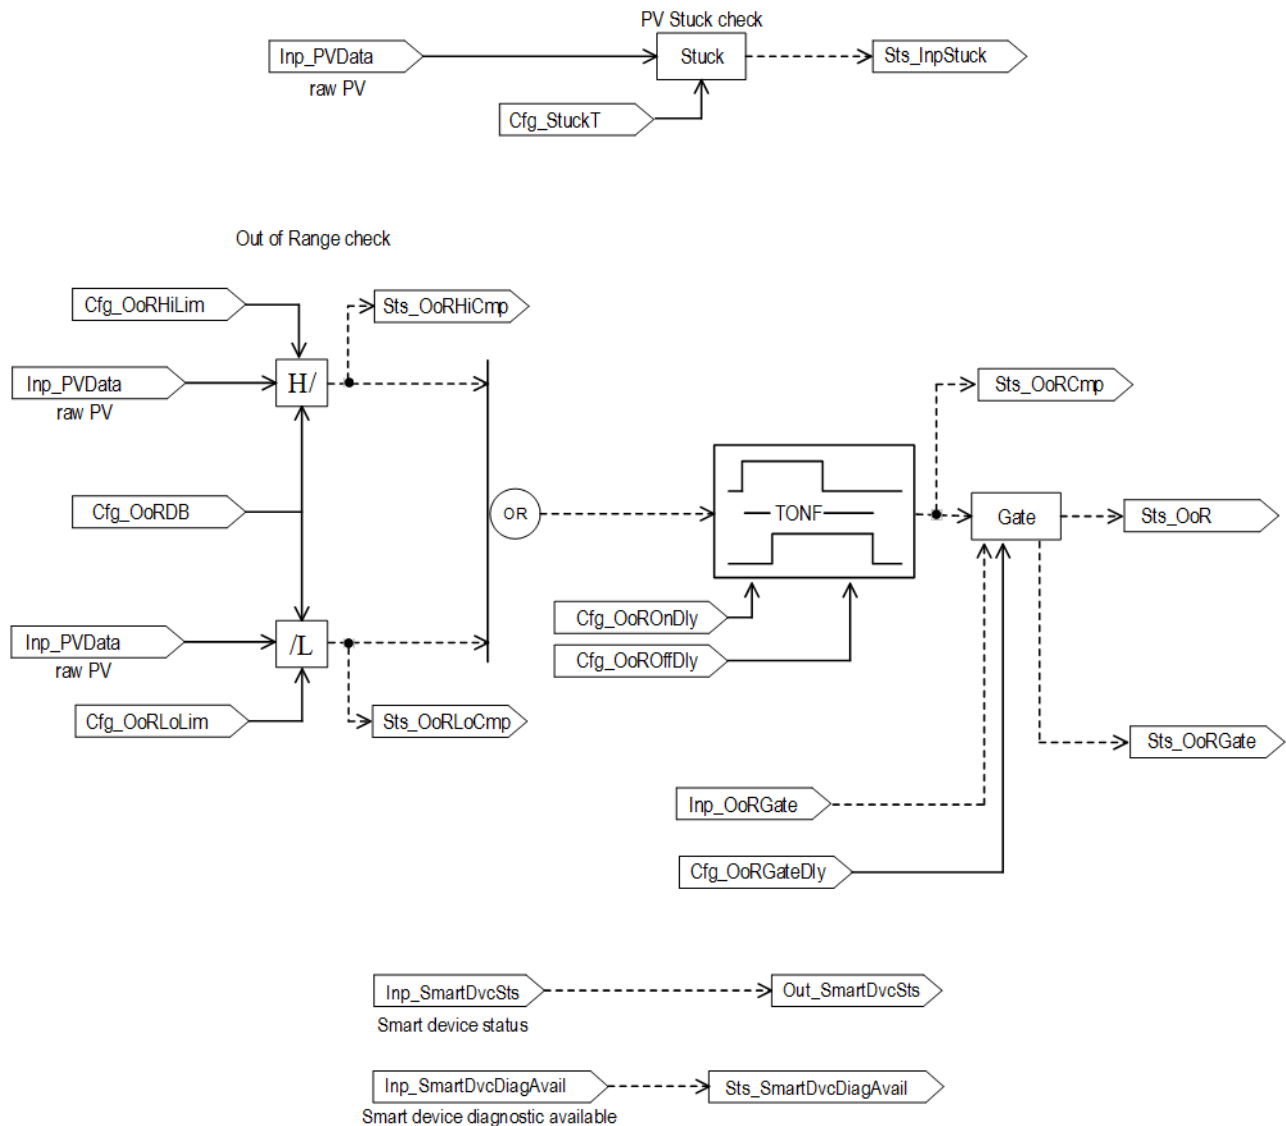 PV Stuck check
Inp_PVData
Stuck
Sts_InpStuck
raw PV
Cfg_StuckT
Out of Range check
Cfg_OoRHiLim
Sts_OoRHiCmp
Inp_PVData
H/
Sts_OoRCmp
raw PV
Cfg_OoRDB
OR
TONF
Gate
Sts_OoR
Cfg_OoROnDly
Inp_PVData
/L
Cfg_OoROffDly
raw PV
Cfg_OoRLoLim
Sts_OoRLoCmp
Sts_OoRGate
Inp_OoRGate
Cfg_OoRGateDly
Inp_SmartDvcSts
Out_SmartDvcSts
Smart device status
Inp_SmartDvcDiagAvail
Sts_SmartDvcDiagAvail
Smart device diagnostic available